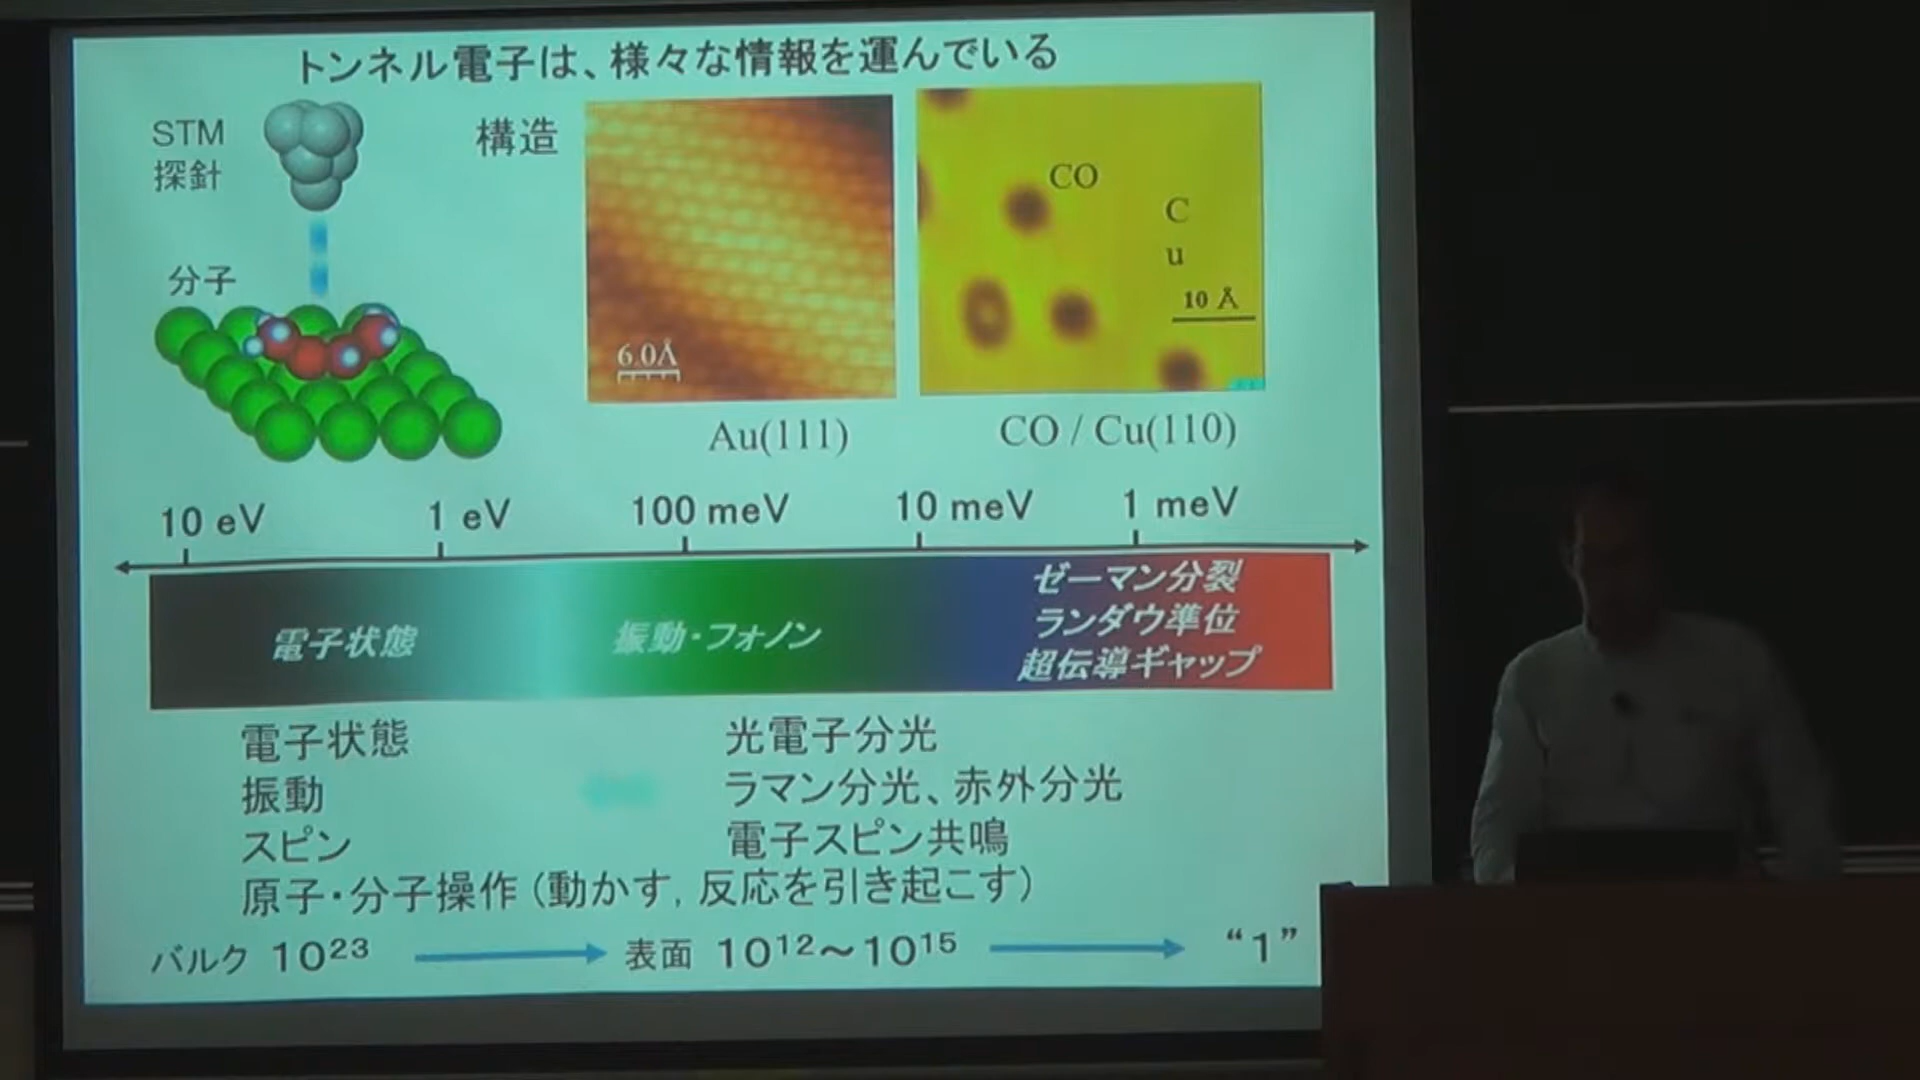 トンネル電子は、様々な情報を運んでいる
STM
探針
構造
分子
6.0Å
CO
C
u
10 Å
Au(111)
CO / Cu(110)
10 eV
1 eV
100 meV
10 meV
1 meV
電子状態
振動・フォノン
ゼーマン分裂
ランダウ準位
超伝導ギャップ
電子状態
光電子分光
振動
ラマン分光、赤外分光
スピン
電子スピン共鳴
原子・分子操作（動かす, 反応を引き起こす）
バルク 10²³
表面 10¹²～10¹⁵
“1”